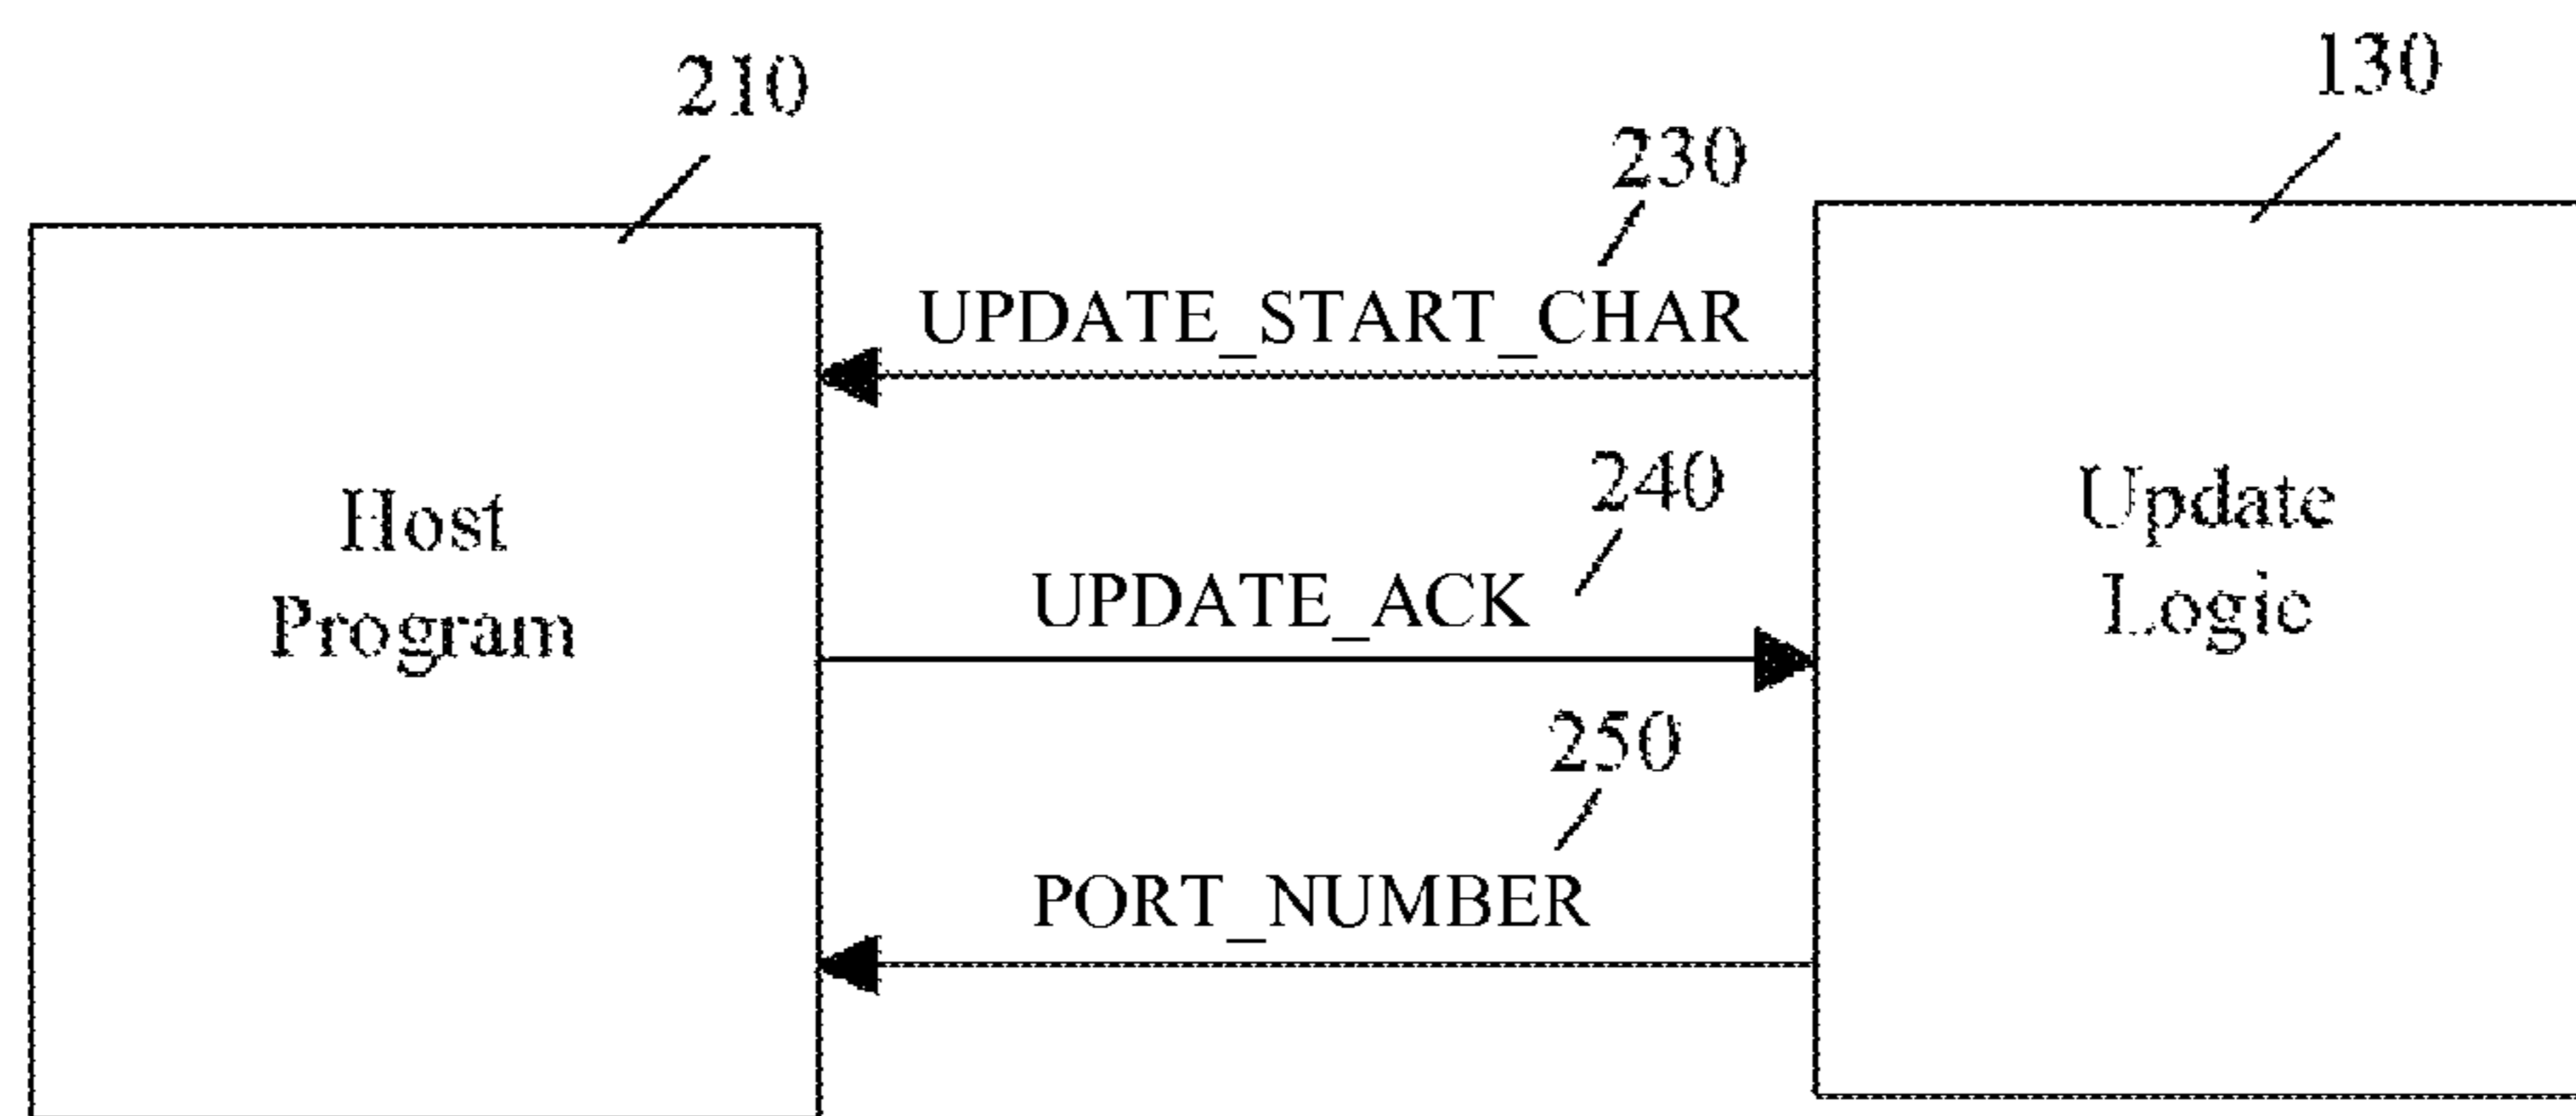 210
130
230
UPDATE_START_CHAR
Host
Program
240
UPDATE_ACK
Update
Logic
250
PORT_NUMBER